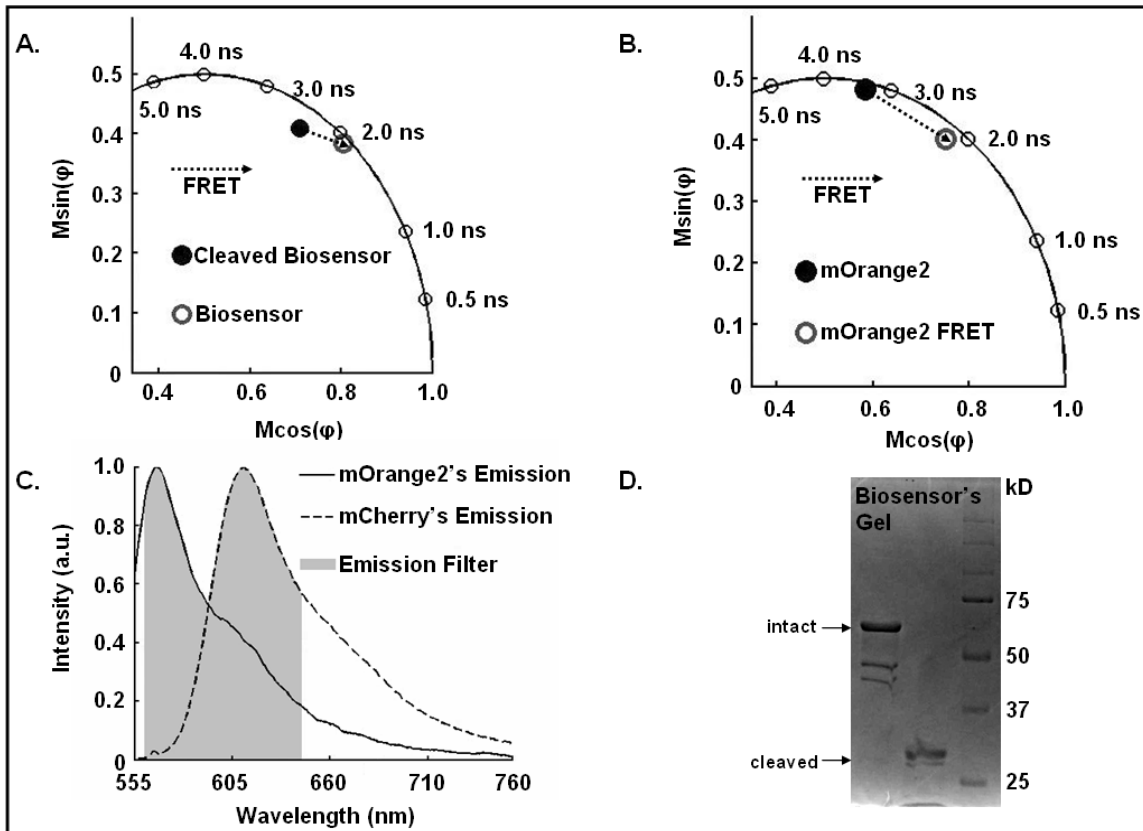 A.
4.0 ns
0.5
3.0 ns
5.0 ns
0.4
2.0 ns
Msin(φ)
0.3
FRET
0.2
Cleaved Biosensor
1.0 ns
0.1
Biosensor
0.5 ns
0
0.4
0.6
0.8
1.0
Mcos(φ)
B.
4.0 ns
0.5
3.0 ns
5.0 ns
0.4
2.0 ns
Msin(φ)
0.3
FRET
0.2
1.0 ns
mOrange2
0.1
0.5 ns
mOrange2 FRET
0
0.4
0.6
0.8
1.0
Mcos(φ)
C.
1.0
mOrange2's Emission
mCherry's Emission
0.8
Emission Filter
0.6
Intensity (a.u.)
0.4
0.2
0
555
605
660
710
760
Wavelength (nm)
D.
Biosensor's
Gel
kD
75
intact
50
37
cleaved
25